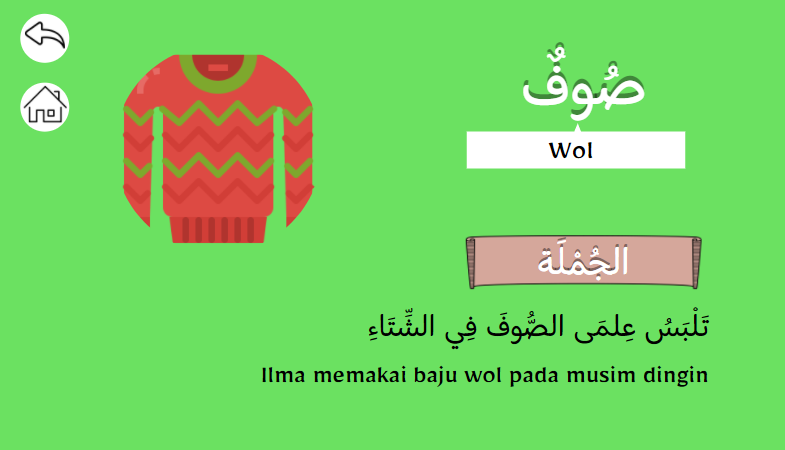 صُوفٌ
Wol
الجُمْلَة
تَلْبَسُ عِلمَى الصُّوفَ فِي الشِّتَاءِ
Ilma memakai baju wol pada musim dingin